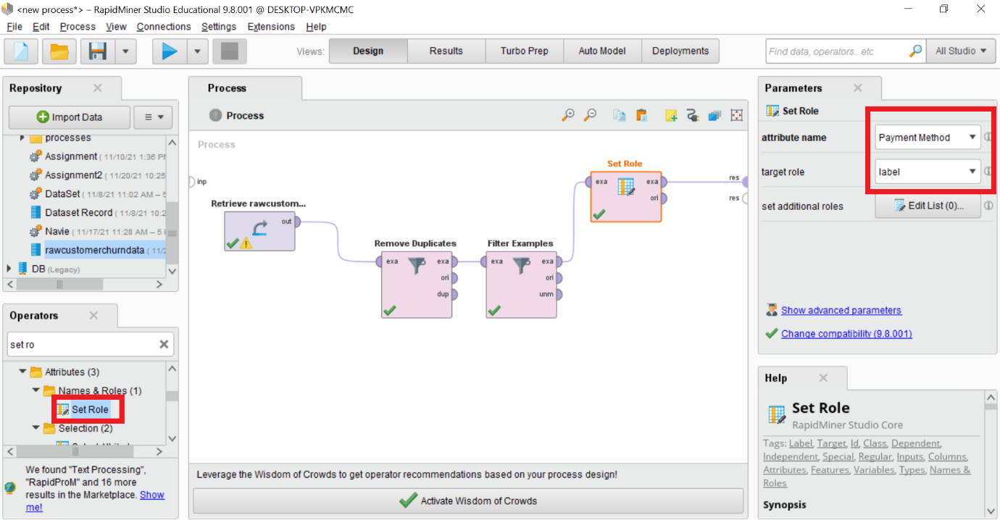 <new process*> – RapidMiner Studio Educational 9.8.001 @ DESKTOP-VPKMCMC
File Edit Process View Connections Settings Extensions Help
Views: Design Results Turbo Prep Auto Model Deployments
Find data, operators...etc
All Studio
Repository
Import Data
processes
Assignment ( 11/10/21 1:36 PM
Assignment2 ( 11/20/21 10:25
DataSet ( 11/8/21 11:02 AM – 5
Dataset Record ( 11/8/21 10:2
Navie ( 11/17/21 11:28 AM – 5 k
rawcustomerchurndata ( 11/2
DB (Legacy)
Operators
set ro
Attributes (3)
Names & Roles (1)
Set Role
Selection (2)
We found "Text Processing",
"RapidProM" and 16 more
results in the Marketplace. Show
me!
Process
Process
Process
inp
Retrieve rawcustom...
out
Remove Duplicates
exa exa
ori
dup
Filter Examples
exa exa
ori
unm
Set Role
exa exa
ori
res
res
Leverage the Wisdom of Crowds to get operator recommendations based on your process design!
Activate Wisdom of Crowds
Parameters
Set Role
attribute name Payment Method
target role label
set additional roles Edit List (0)...
Show advanced parameters
Change compatibility (9.8.001)
Help
Set Role
RapidMiner Studio Core
Tags: Label, Target, Id, Class, Dependent,
Independent, Special, Regular, Inputs, Columns,
Attributes, Features, Variables, Types, Names &
Roles
Synopsis